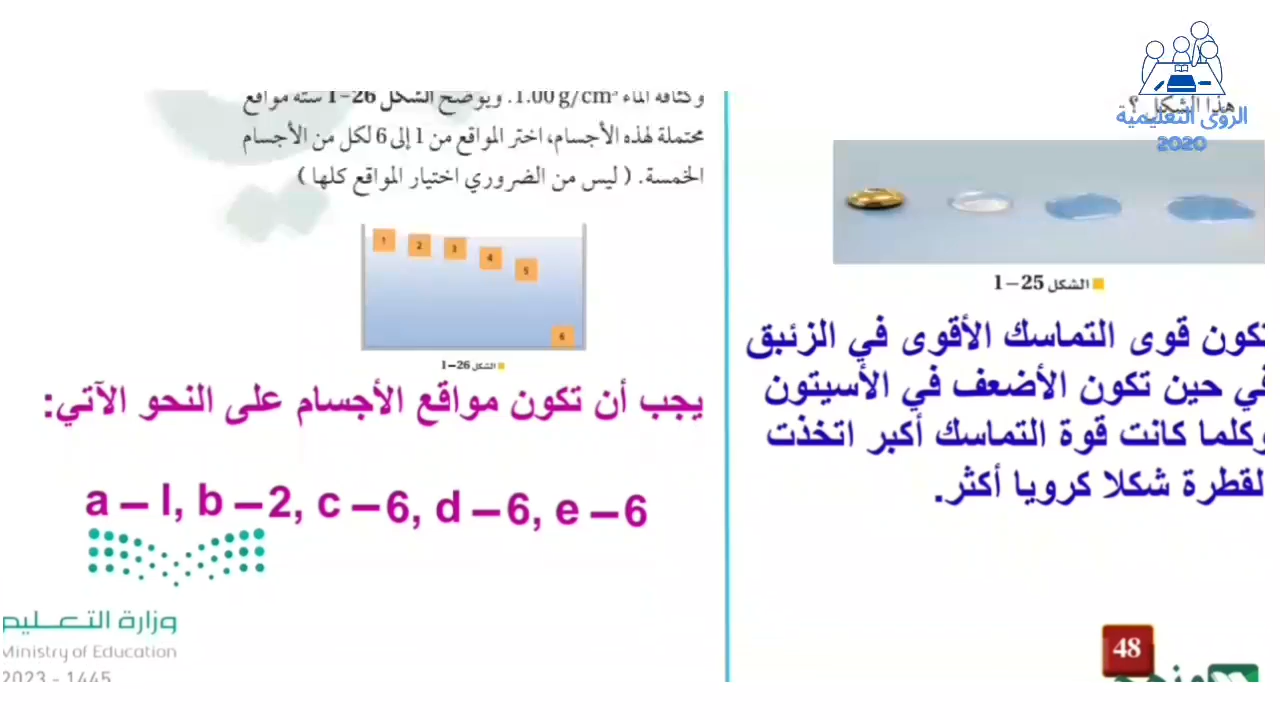 هذا الشكل ؟
الرؤى التعليمية
2020
الشكل 25–1
تكون قوى التماسك الأقوى في الزئبق
في حين تكون الأضعف في الأسيتون
وكلما كانت قوة التماسك أكبر اتخذت
القطرة شكلا كرويا أكثر.
48
وكثافة الماء 1.00 g/cm³. ويوضح الشكل 26–1 ستة مواقع
محتملة لهذه الأجسام، اختر المواقع من 1 إلى 6 لكل من الأجسام
الخمسة. ( ليس من الضروري اختيار المواقع كلها )
1
2
3
4
5
6
الشكل 26–1
يجب أن تكون مواقع الأجسام على النحو الآتي:
a – l, b – 2, c – 6, d – 6, e – 6
وزارة التعليم
Ministry of Education
2023 - 1445